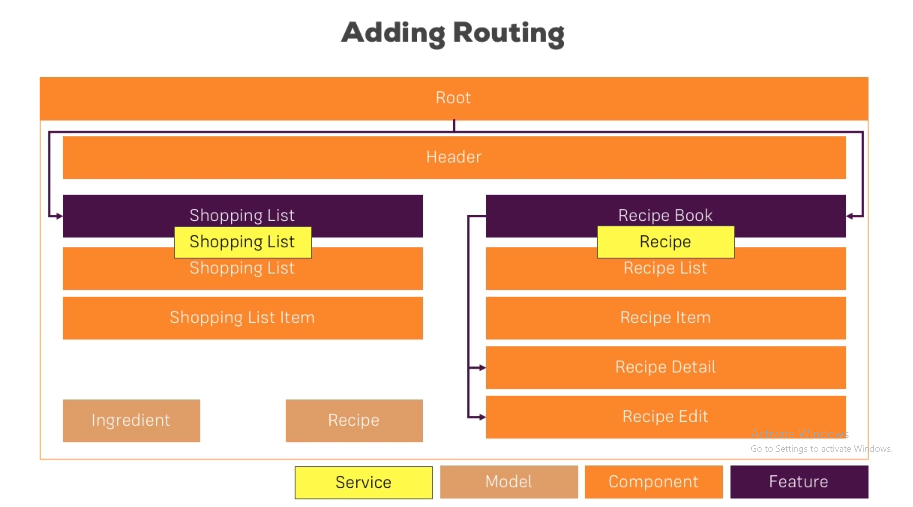 Adding Routing
Root
Header
Shopping List
Recipe Book
Shopping List
Recipe
Shopping List
Recipe List
Shopping List Item
Recipe Item
Recipe Detail
Ingredient
Recipe
Recipe Edit
Activate Windows
Go to Settings to activate Windows.
Service
Model
Component
Feature